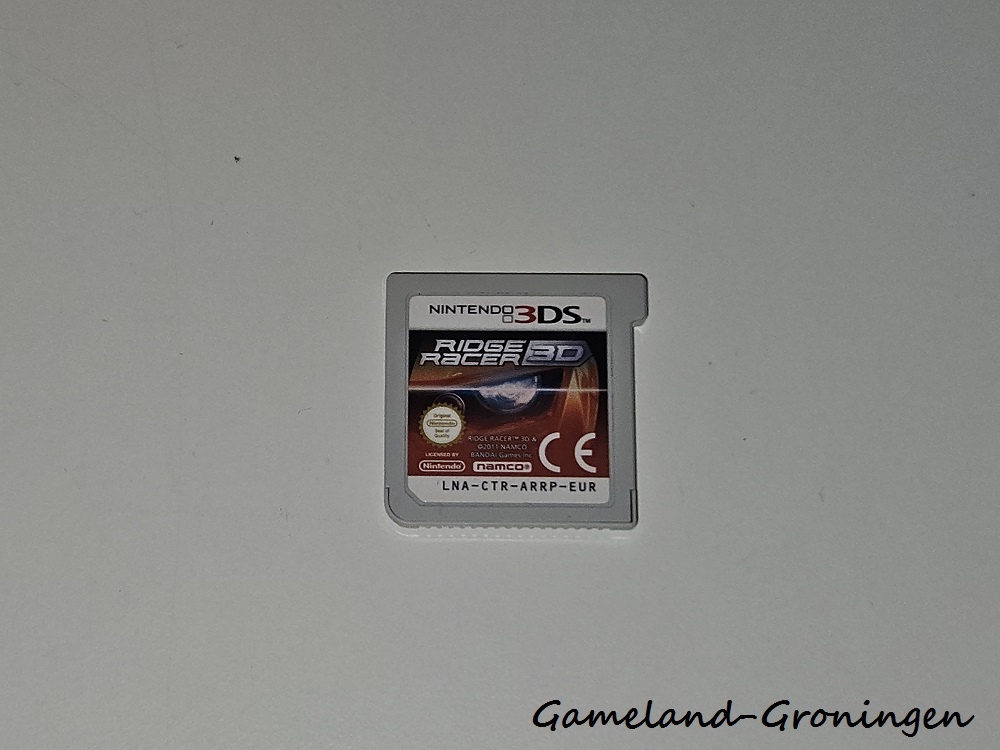 NINTENDO 3DS™
RIDGE
RACER 3D
Original
Nintendo
Seal of
Quality
RIDGE RACER™ 3D &
©2011 NAMCO
BANDAI Games Inc.
LICENSED BY
Nintendo
namco®
CE
LNA-CTR-ARRP-EUR
Gameland-Groningen